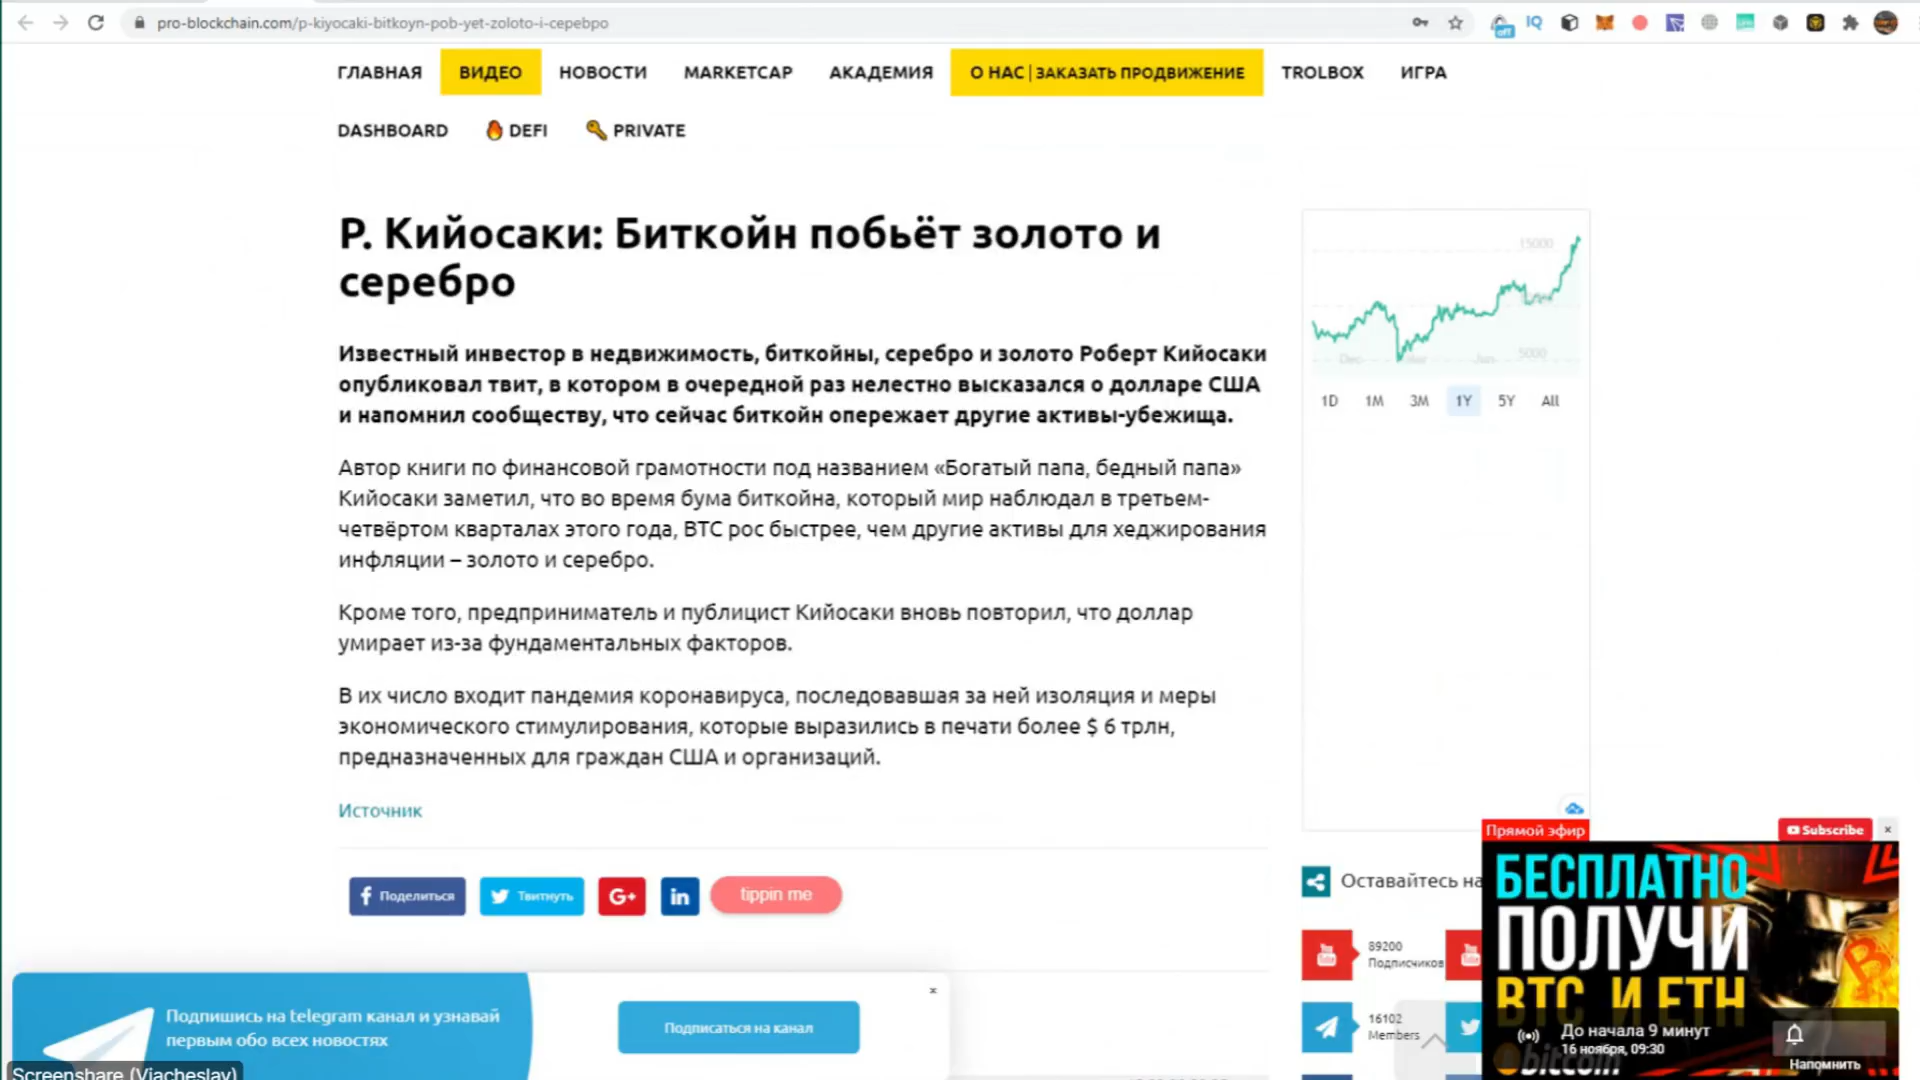 pro-blockchain.com/p-kiyocaki-bitkoyn-pob-yet-zoloto-i-cepebpo
off
IQ
ГЛАВНАЯ
ВИДЕО
НОВОСТИ
MARKETCAP
АКАДЕМИЯ
О НАС | ЗАКАЗАТЬ ПРОДВИЖЕНИЕ
TROLBOX
ИГРА
DASHBOARD
DEFI
PRIVATE
Р. Кийосаки: Биткойн побьёт золото и
серебро
Известный инвестор в недвижимость, биткойны, серебро и золото Роберт Кийосаки
опубликовал твит, в котором в очередной раз нелестно высказался о долларе США
и напомнил сообществу, что сейчас биткойн опережает другие активы-убежища.
Автор книги по финансовой грамотности под названием «Богатый папа, бедный папа»
Кийосаки заметил, что во время бума биткойна, который мир наблюдал в третьем-
четвёртом кварталах этого года, BTC рос быстрее, чем другие активы для хеджирования
инфляции – золото и серебро.
Кроме того, предприниматель и публицист Кийосаки вновь повторил, что доллар
умирает из-за фундаментальных факторов.
В их число входит пандемия коронавируса, последовавшая за ней изоляция и меры
экономического стимулирования, которые выразились в печати более $ 6 трлн,
предназначенных для граждан США и организаций.
Источник
Поделиться
Твитнуть
G+
in
tippin me
15000
5000
Dec
Jun
1D 1M 3M 1Y 5Y All
Оставайтесь на
89200
Подписчиков
16102
Members
Прямой эфир
Subscribe
×
БЕСПЛАТНО
ПОЛУЧИ
BTC И ETH
До начала 9 минут
16 ноября, 09:30
Напомнить
bitcoin
Подпишись на telegram канал и узнавай
первым обо всех новостях
Подписаться на канал
×
Screenshare (Viacheslav)